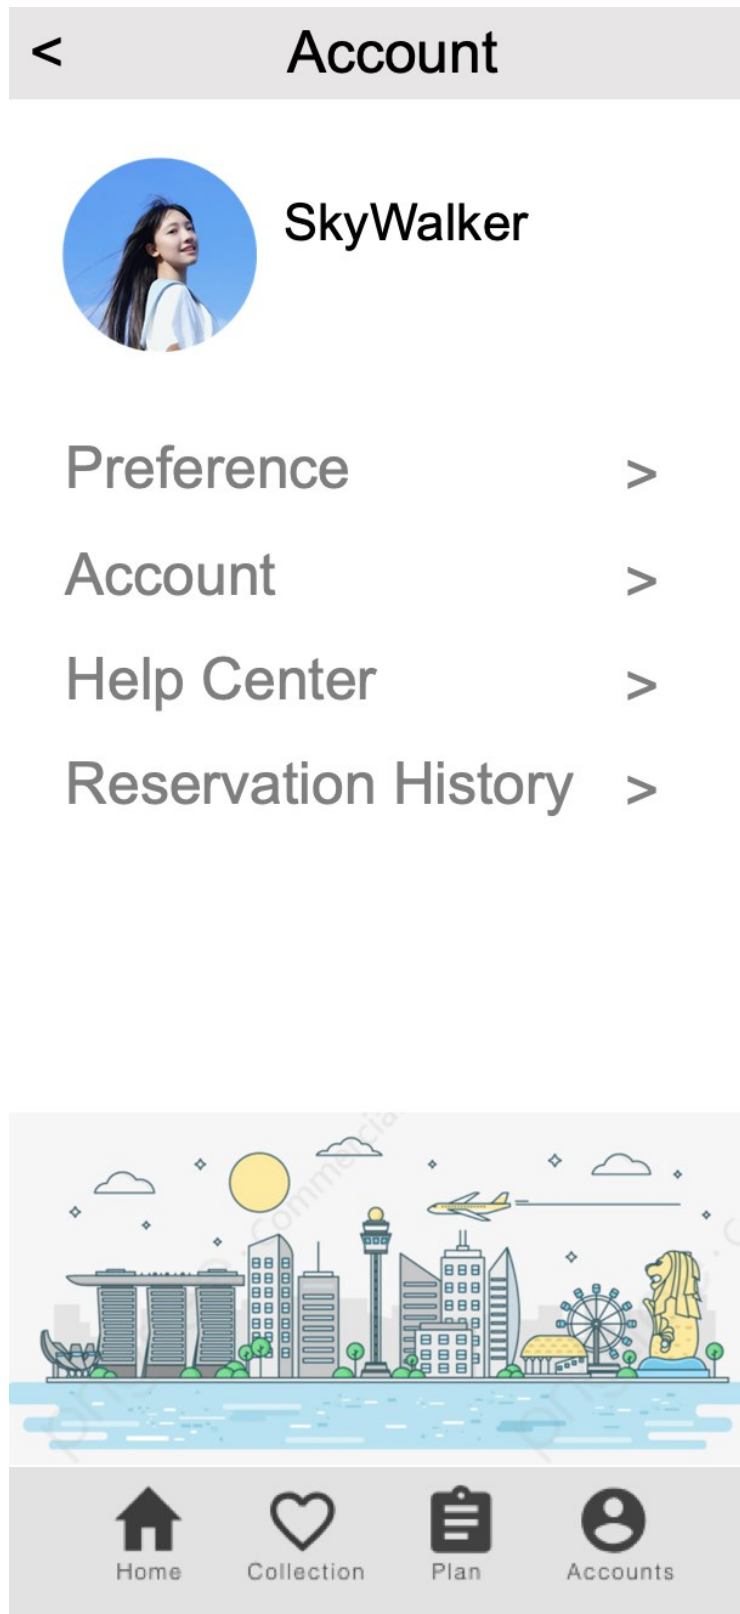 < Account
SkyWalker
Preference >
Account >
Help Center >
Reservation History >
Home Collection Plan Accounts